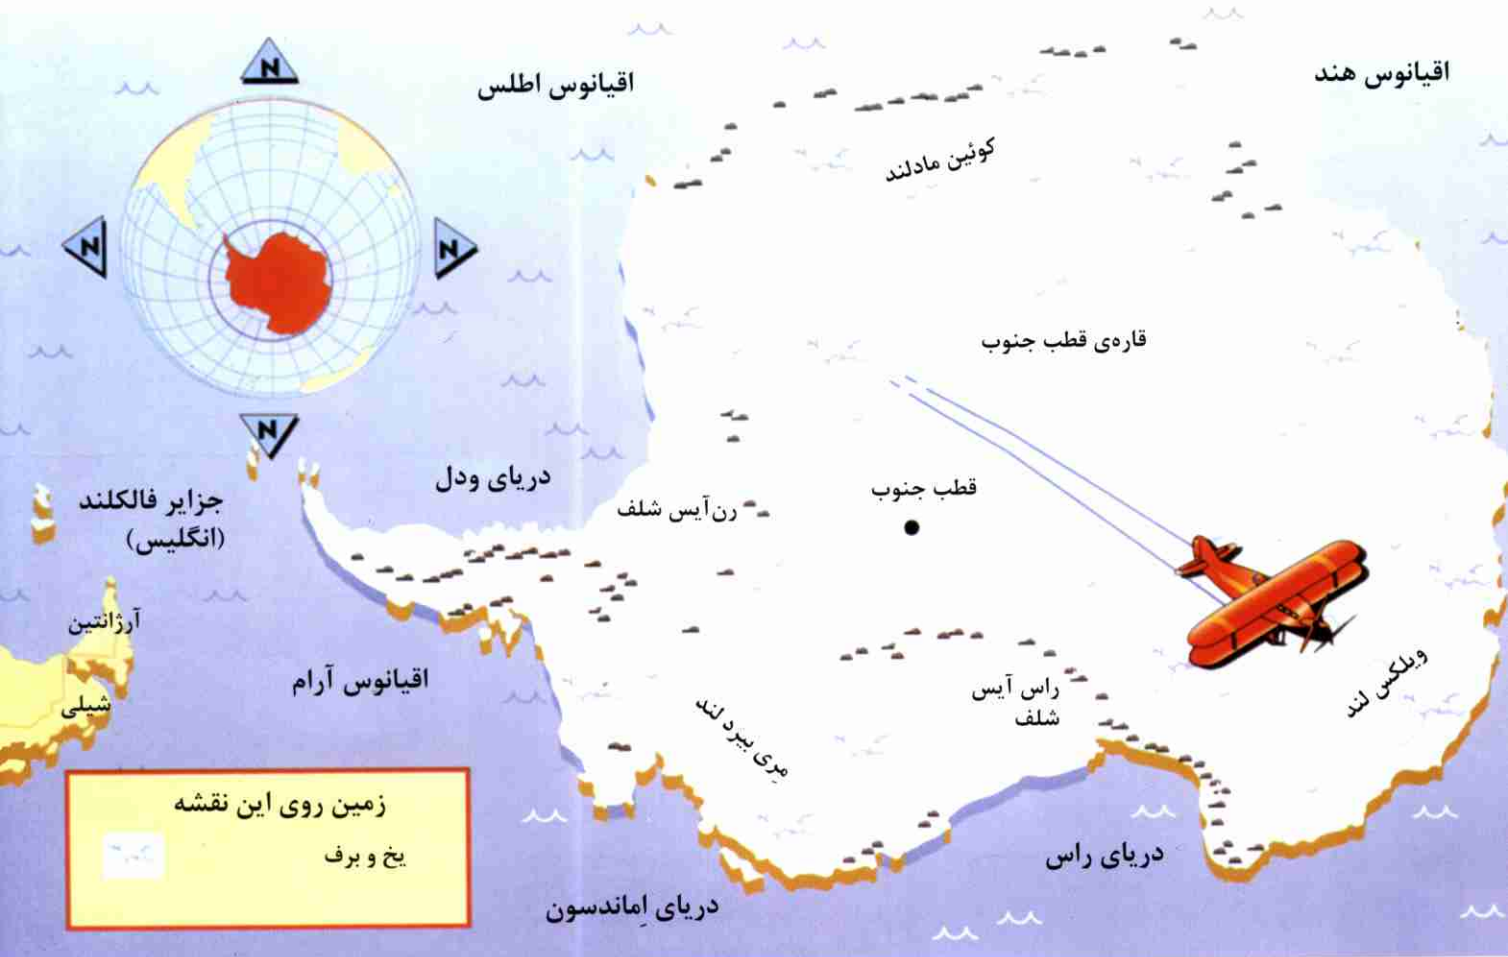 اقیانوس هند
اقیانوس اطلس
N
N
N
N
کوئین مادلند
قاره‌ی قطب جنوب
قطب جنوب
دریای ودل
رن‌آیس شلف
جزایر فالکلند
(انگلیس)
آرژانتین
شیلی
اقیانوس آرام
مِری بیرد لند
راس آیس
شلف
ویلکس لند
دریای راس
دریای اِماندسون
زمین روی این نقشه
یخ و برف